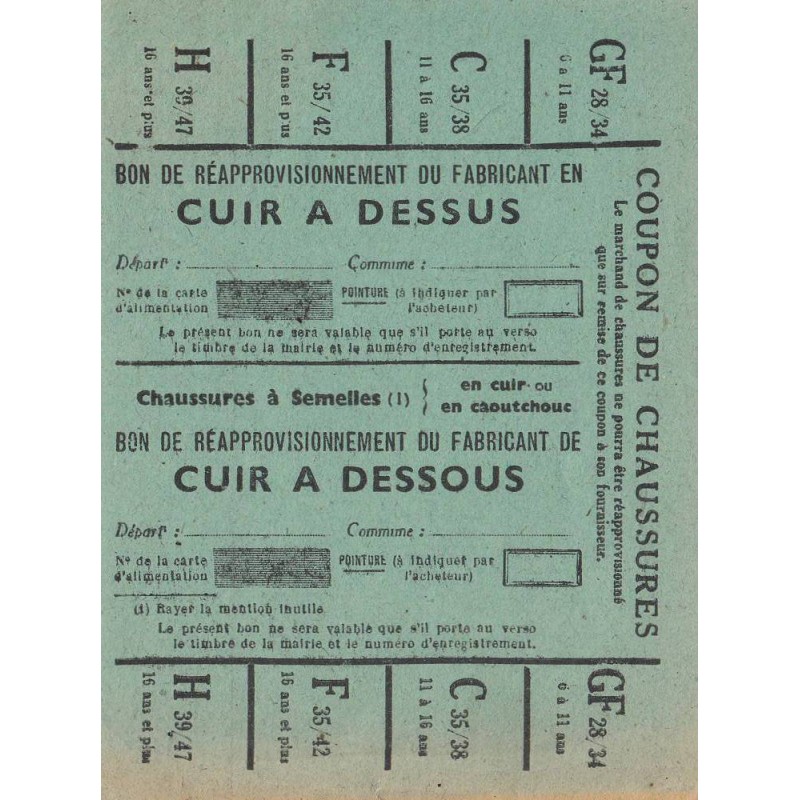 H 39/47
16 ans et plus
F 35/42
16 ans et plus
C 35/38
11 à 16 ans
GF 28/34
6 à 11 ans
BON DE RÉAPPROVISIONNEMENT DU FABRICANT EN
CUIR A DESSUS
Départ : Commune :
N° de la carte d'alimentation
POINTURE (à indiquer par l'acheteur)
Le présent bon ne sera valable que s'il porte au verso
le timbre de la mairie et le numéro d'enregistrement.
Chaussures à Semelles (1) { en cuir ou
en caoutchouc
BON DE RÉAPPROVISIONNEMENT DU FABRICANT DE
CUIR A DESSOUS
Départ : Commune :
N° de la carte d'alimentation
POINTURE (à indiquer par l'acheteur)
(1) Rayer la mention inutile
Le présent bon ne sera valable que s'il porte au verso
le timbre de la mairie et le numéro d'enregistrement.
H 39/47
16 ans et plus
F 35/42
16 ans et plus
C 35/38
11 à 16 ans
GF 28/34
6 à 11 ans
COUPON DE CHAUSSURES
Le marchand de chaussures ne pourra être réapprovisionné
que sur remise de ce coupon à son fournisseur.